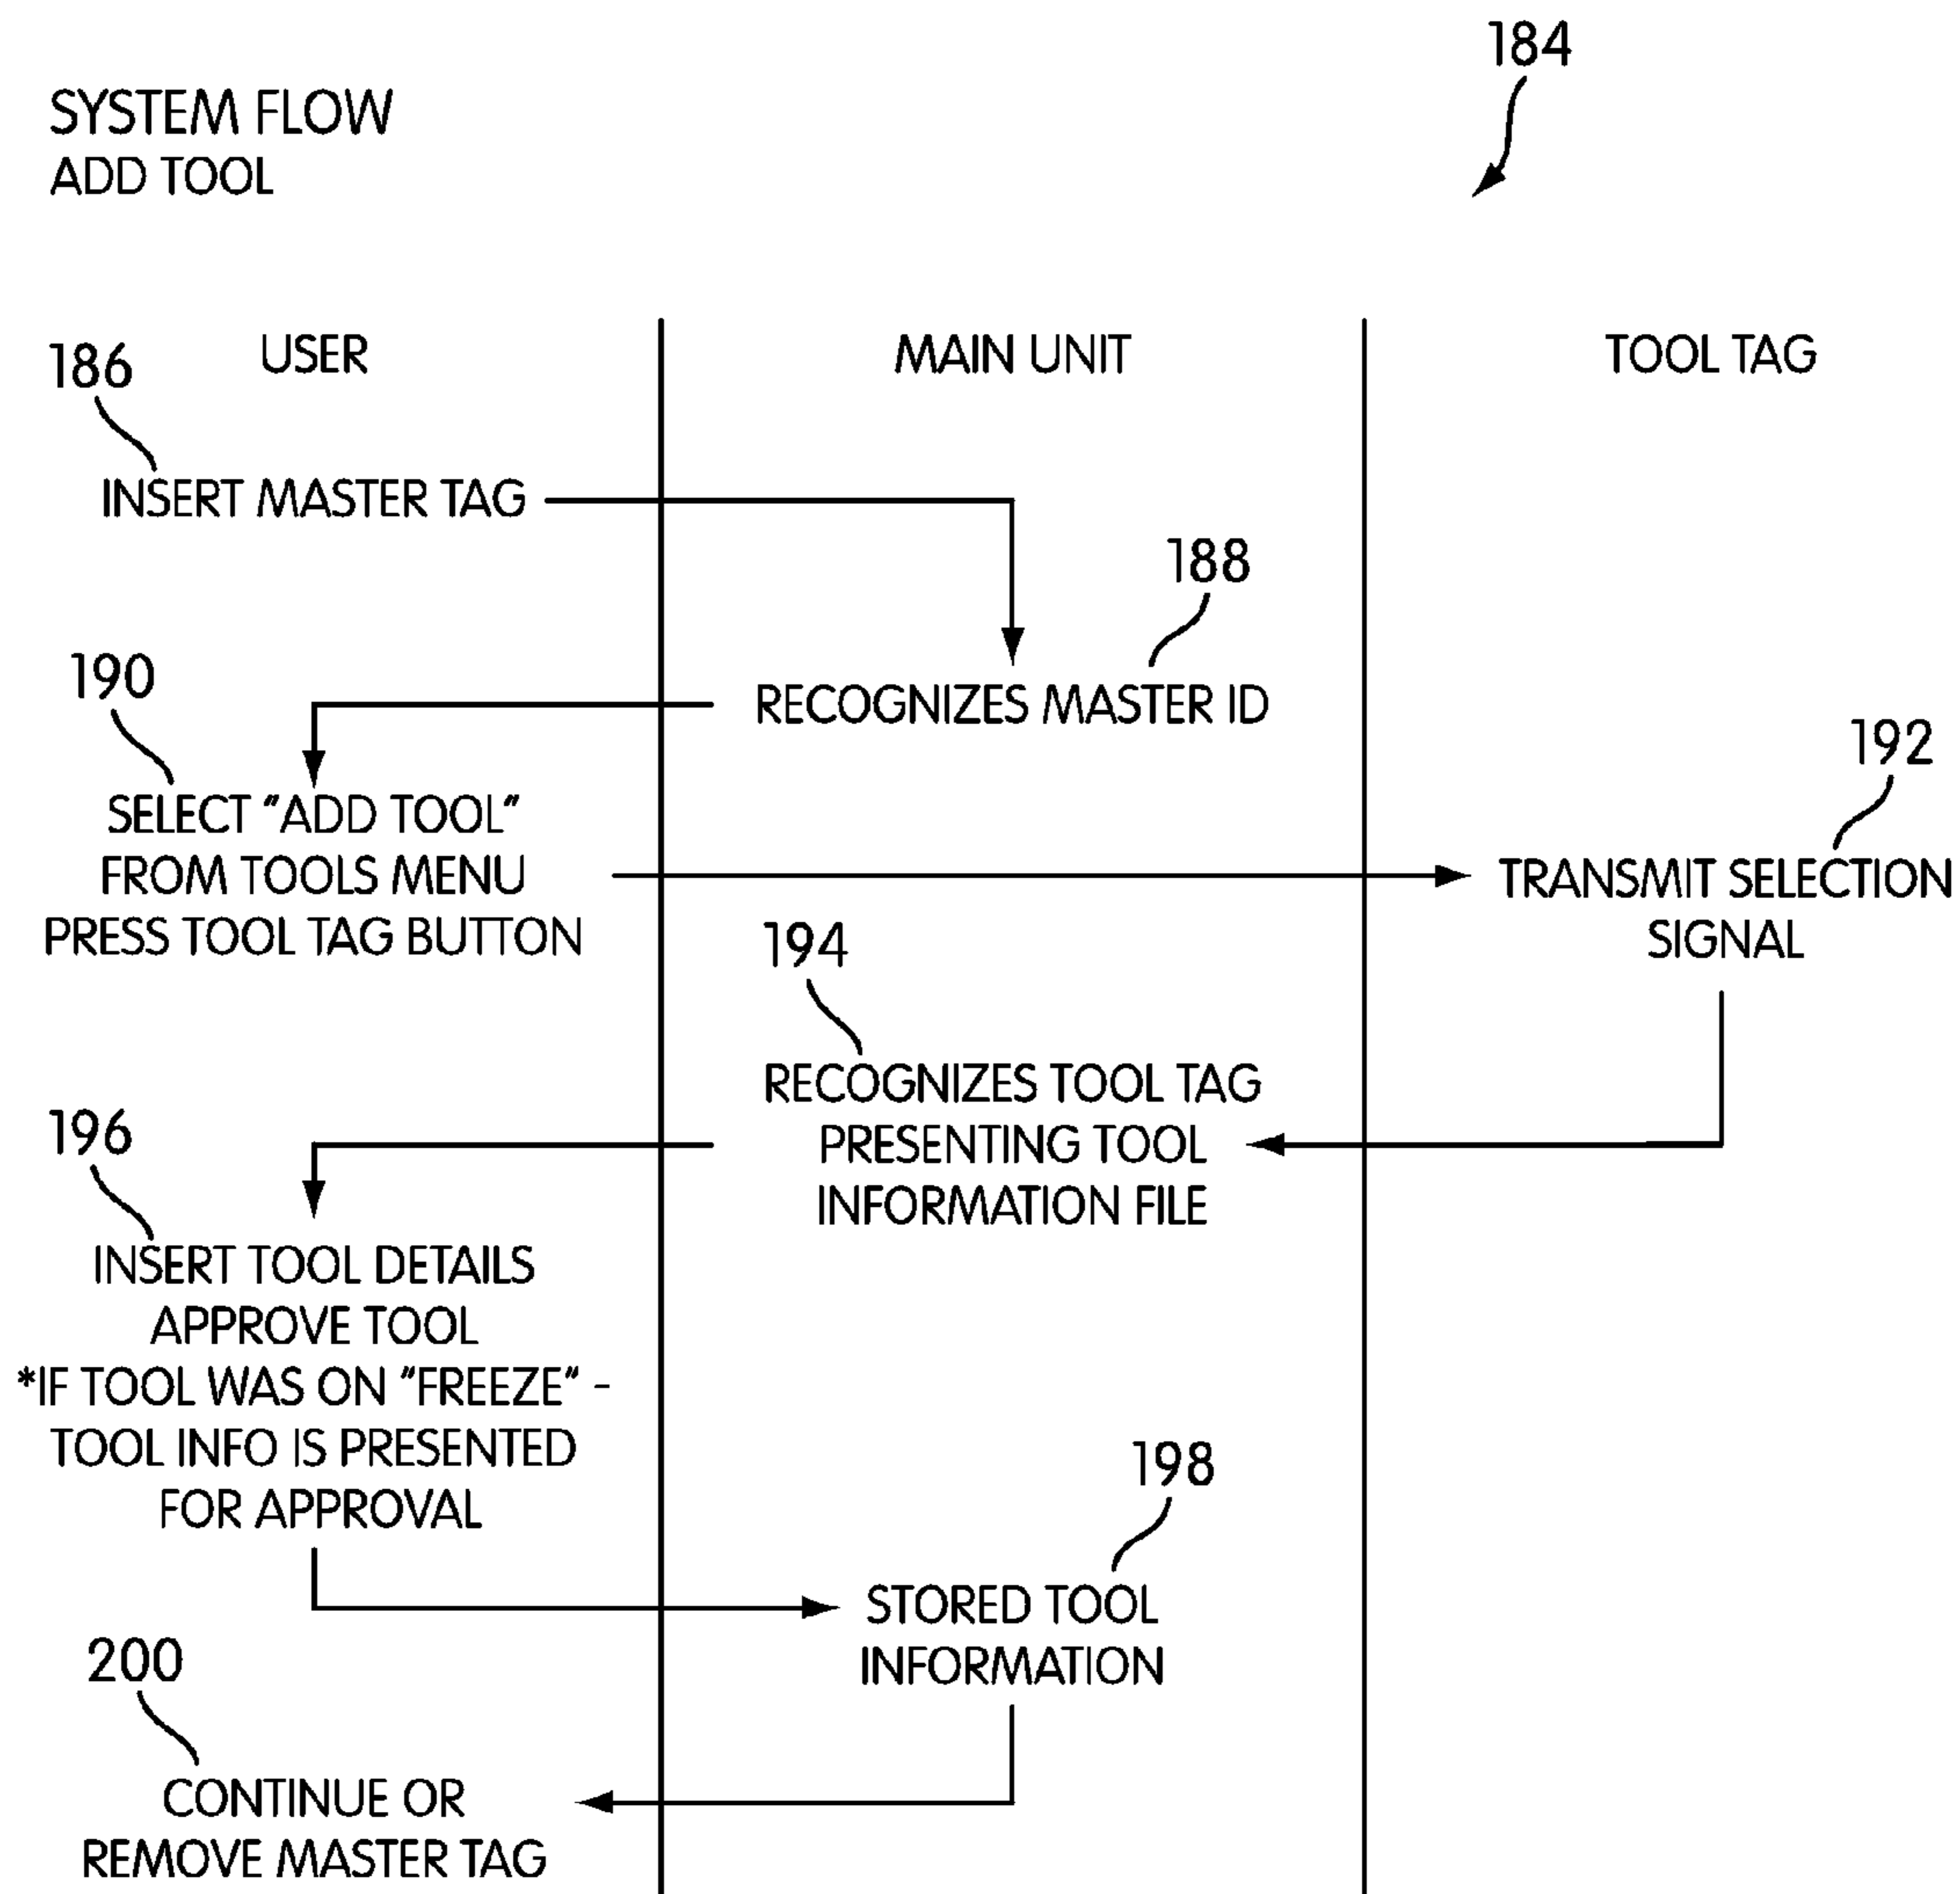 184
SYSTEM FLOW
ADD TOOL
USER
MAIN UNIT
TOOL TAG
186
INSERT MASTER TAG
188
RECOGNIZES MASTER ID
190
SELECT "ADD TOOL"
FROM TOOLS MENU
PRESS TOOL TAG BUTTON
192
TRANSMIT SELECTION
SIGNAL
194
RECOGNIZES TOOL TAG
PRESENTING TOOL
INFORMATION FILE
196
INSERT TOOL DETAILS
APPROVE TOOL
*IF TOOL WAS ON "FREEZE" -
TOOL INFO IS PRESENTED
FOR APPROVAL
198
STORED TOOL
INFORMATION
200
CONTINUE OR
REMOVE MASTER TAG